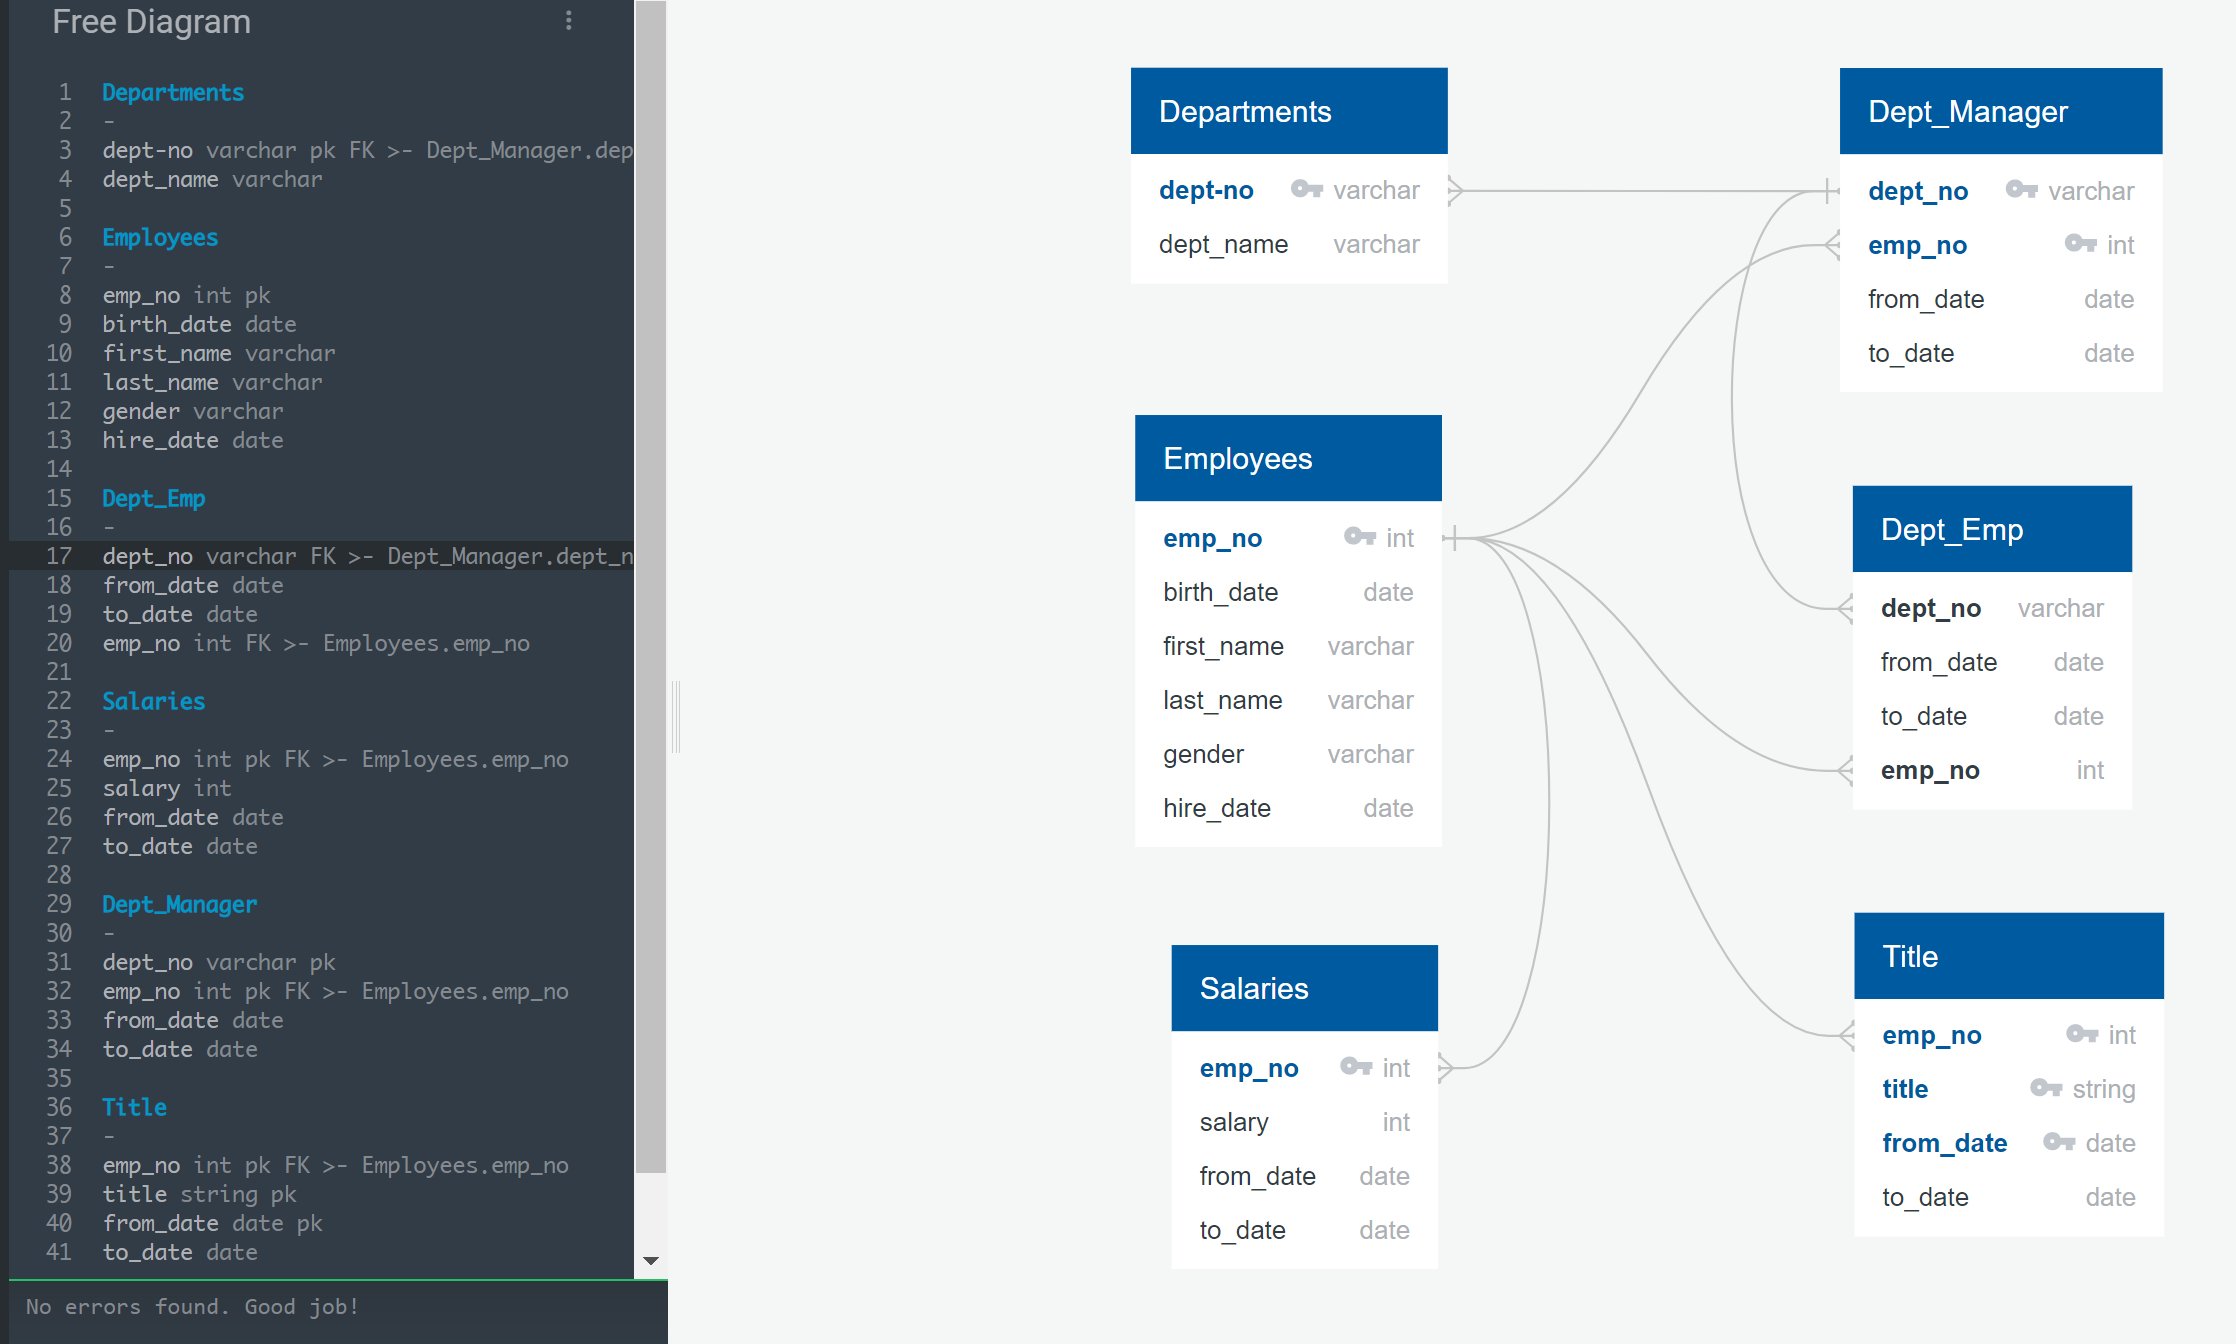 Free Diagram
1 Departments
2 -
3 dept-no varchar pk FK >- Dept_Manager.dep
4 dept_name varchar
5
6 Employees
7 -
8 emp_no int pk
9 birth_date date
10 first_name varchar
11 last_name varchar
12 gender varchar
13 hire_date date
14
15 Dept_Emp
16 -
17 dept_no varchar FK >- Dept_Manager.dept_n
18 from_date date
19 to_date date
20 emp_no int FK >- Employees.emp_no
21
22 Salaries
23 -
24 emp_no int pk FK >- Employees.emp_no
25 salary int
26 from_date date
27 to_date date
28
29 Dept_Manager
30 -
31 dept_no varchar pk
32 emp_no int pk FK >- Employees.emp_no
33 from_date date
34 to_date date
35
36 Title
37 -
38 emp_no int pk FK >- Employees.emp_no
39 title string pk
40 from_date date pk
41 to_date date
No errors found. Good job!
Departments
dept-no varchar
dept_name varchar
Dept_Manager
dept_no varchar
emp_no int
from_date date
to_date date
Employees
emp_no int
birth_date date
first_name varchar
last_name varchar
gender varchar
hire_date date
Dept_Emp
dept_no varchar
from_date date
to_date date
emp_no int
Salaries
emp_no int
salary int
from_date date
to_date date
Title
emp_no int
title string
from_date date
to_date date